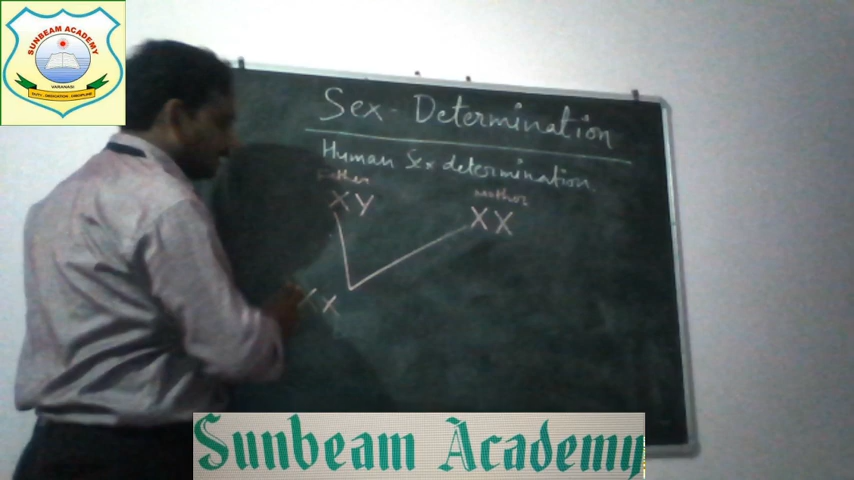 SUNBEAM ACADEMY
VARANASI
Sex - Determination
Human Sex determination.
Father
Mother
XY
XX
XX
Sunbeam Academy